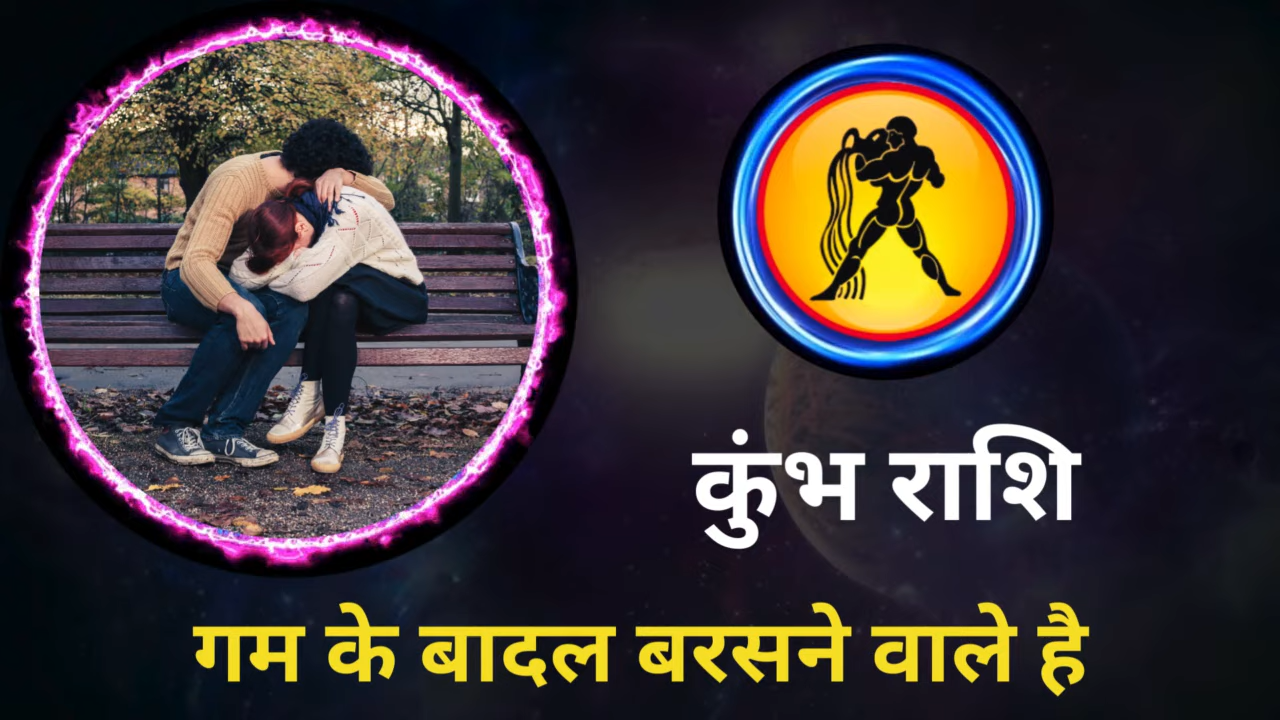 कुंभ राशि
गम के बादल बरसने वाले है